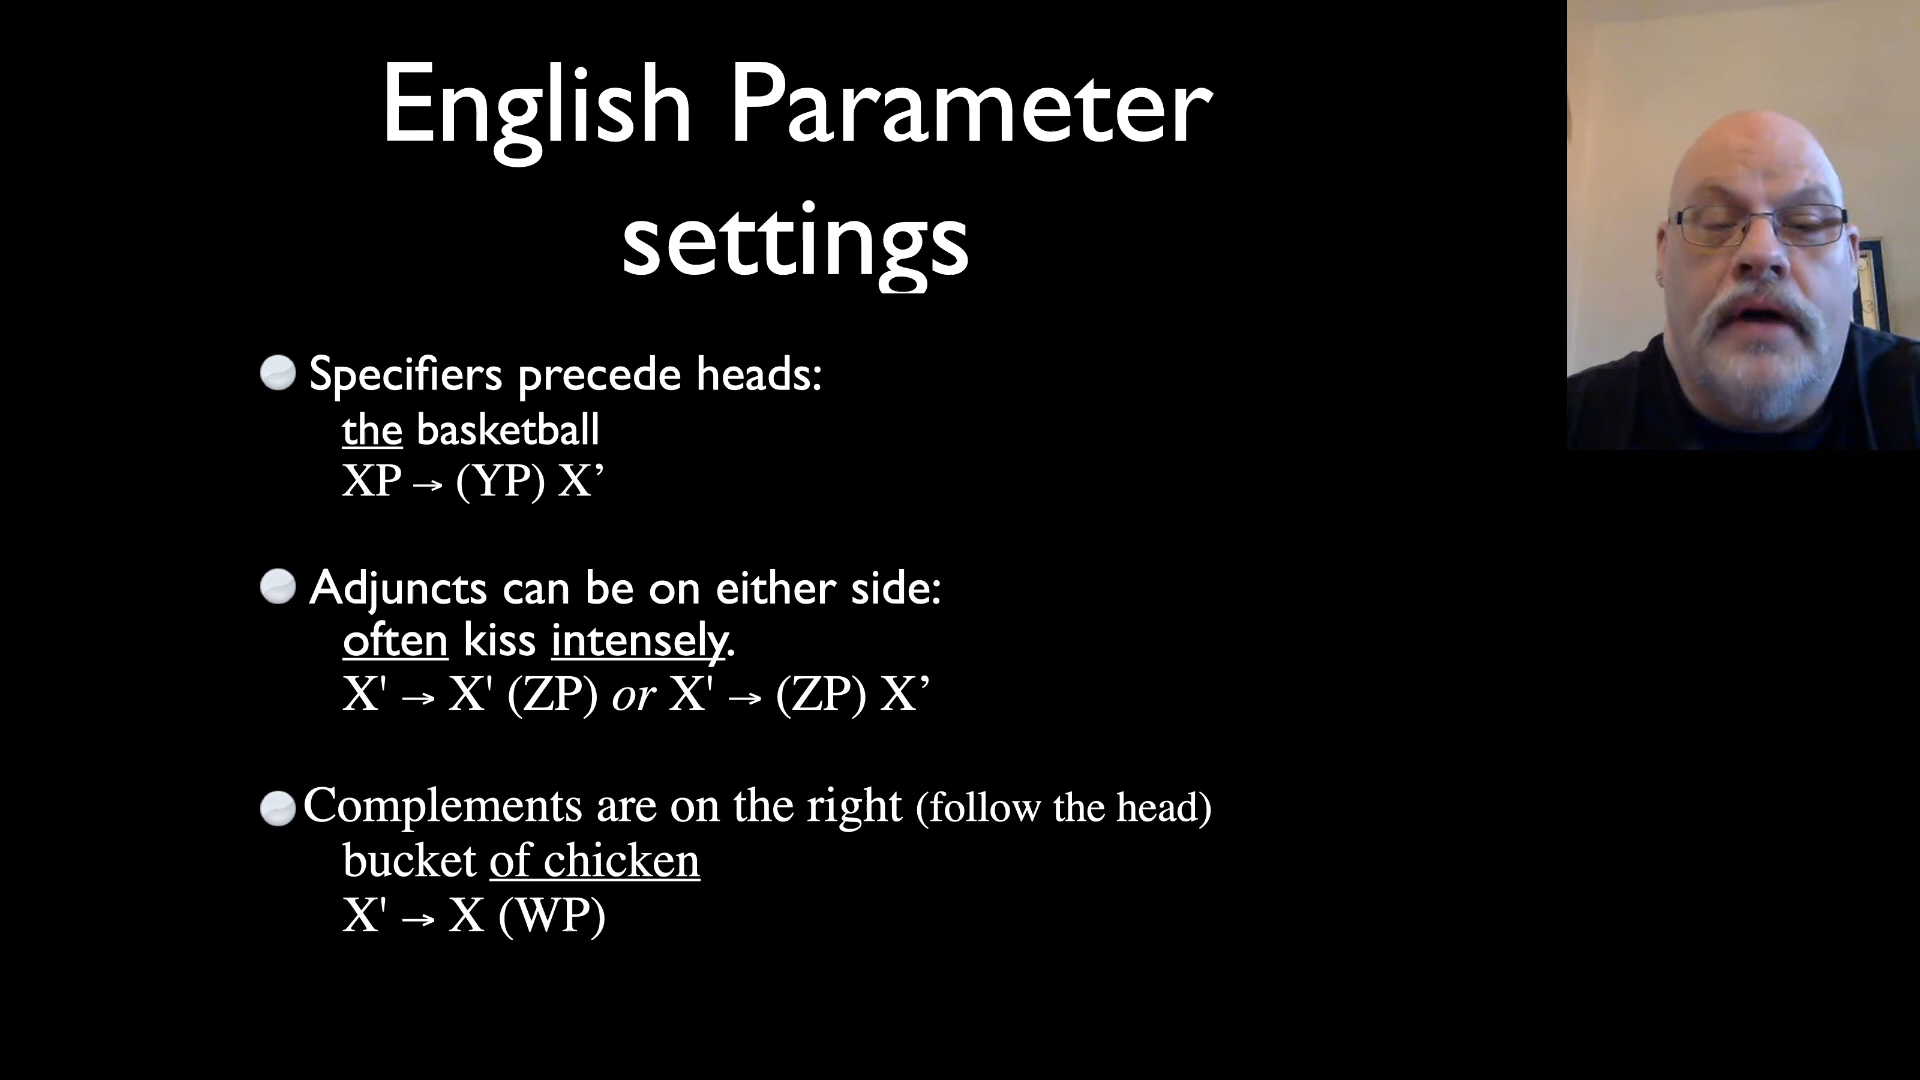 English Parameter
settings
Specifiers precede heads:
the basketball
XP → (YP) X’
Adjuncts can be on either side:
often kiss intensely.
X' → X' (ZP) or X' → (ZP) X’
Complements are on the right (follow the head)
bucket of chicken
X' → X (WP)